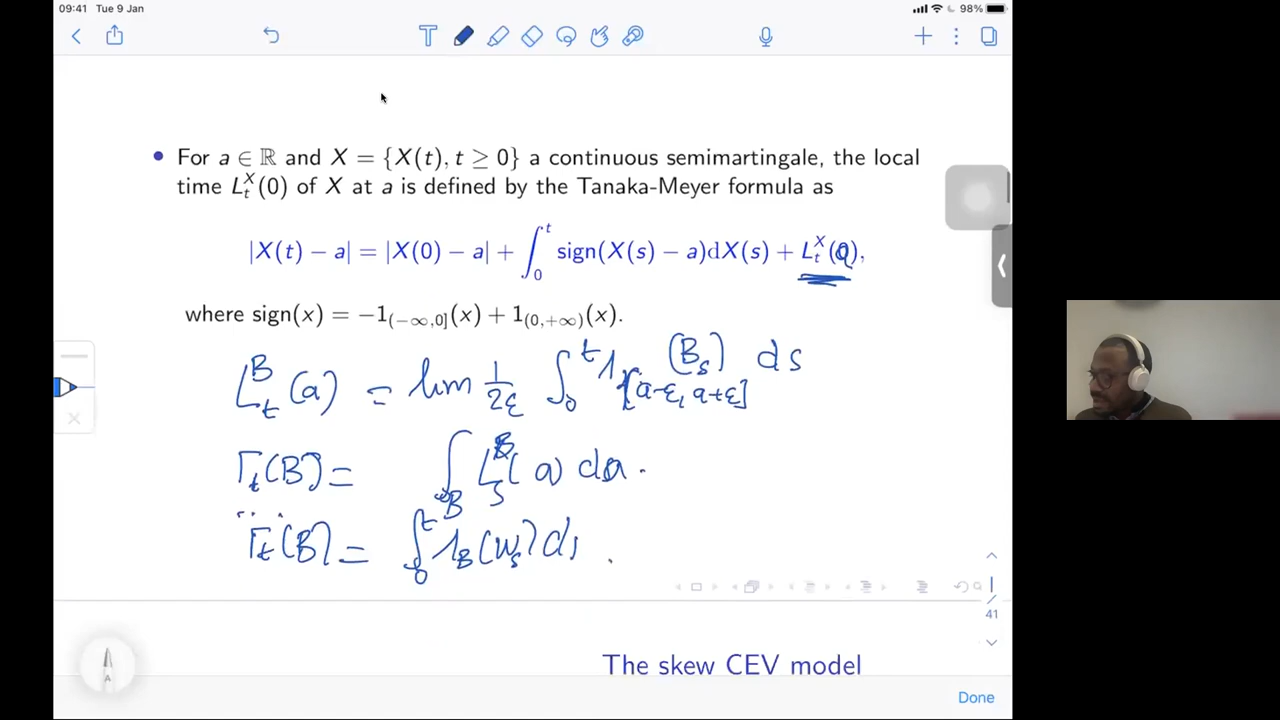 09:41 Tue 9 Jan 98%
• For a ∈ ℝ and X = {X(t), t ≥ 0} a continuous semimartingale, the local
time L_t^X(0) of X at a is defined by the Tanaka-Meyer formula as
|X(t) − a| = |X(0) − a| + ∫_0^t sign(X(s) − a)dX(s) + L_t^X(a),
where sign(x) = −1_{(−∞,0]}(x) + 1_{(0,+∞)}(x).
L_t^B(a) = lim 1/2ε ∫_0^t 1_{[a-ε, a+ε]}(B_s) ds
Γ_t(B) = ∫_B L_s^B(a) da.
Γ_t(B) = ∫_0^t 1_B(W_s) ds.
1
/
41
The skew CEV model
A
Done